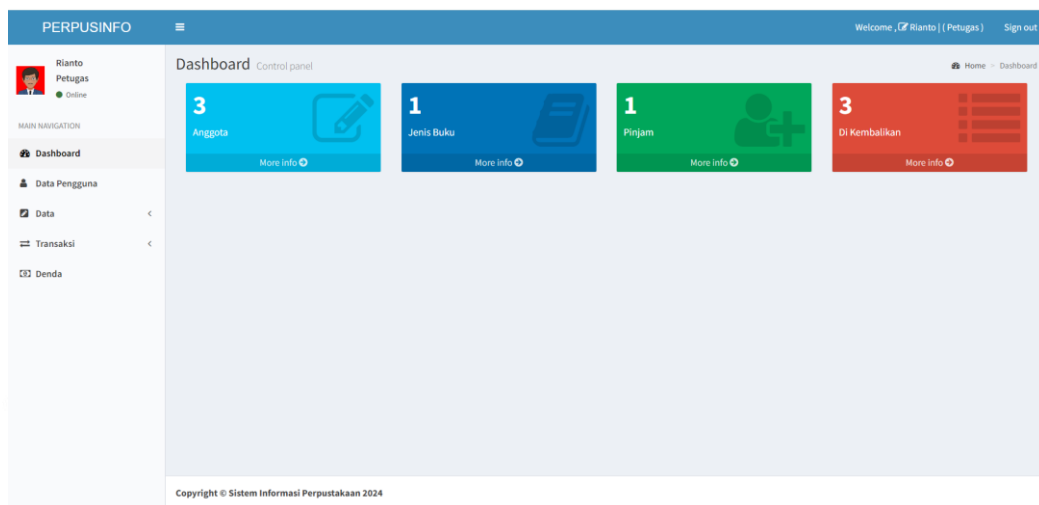 PERPUSINFO
Welcome , Rianto | ( Petugas ) Sign out
Rianto
Petugas
Online
MAIN NAVIGATION
Dashboard
Data Pengguna
Data
Transaksi
Denda
Dashboard Control panel
Home > Dashboard
3
Anggota
More info
1
Jenis Buku
More info
1
Pinjam
More info
3
Di Kembalikan
More info
Copyright © Sistem Informasi Perpustakaan 2024